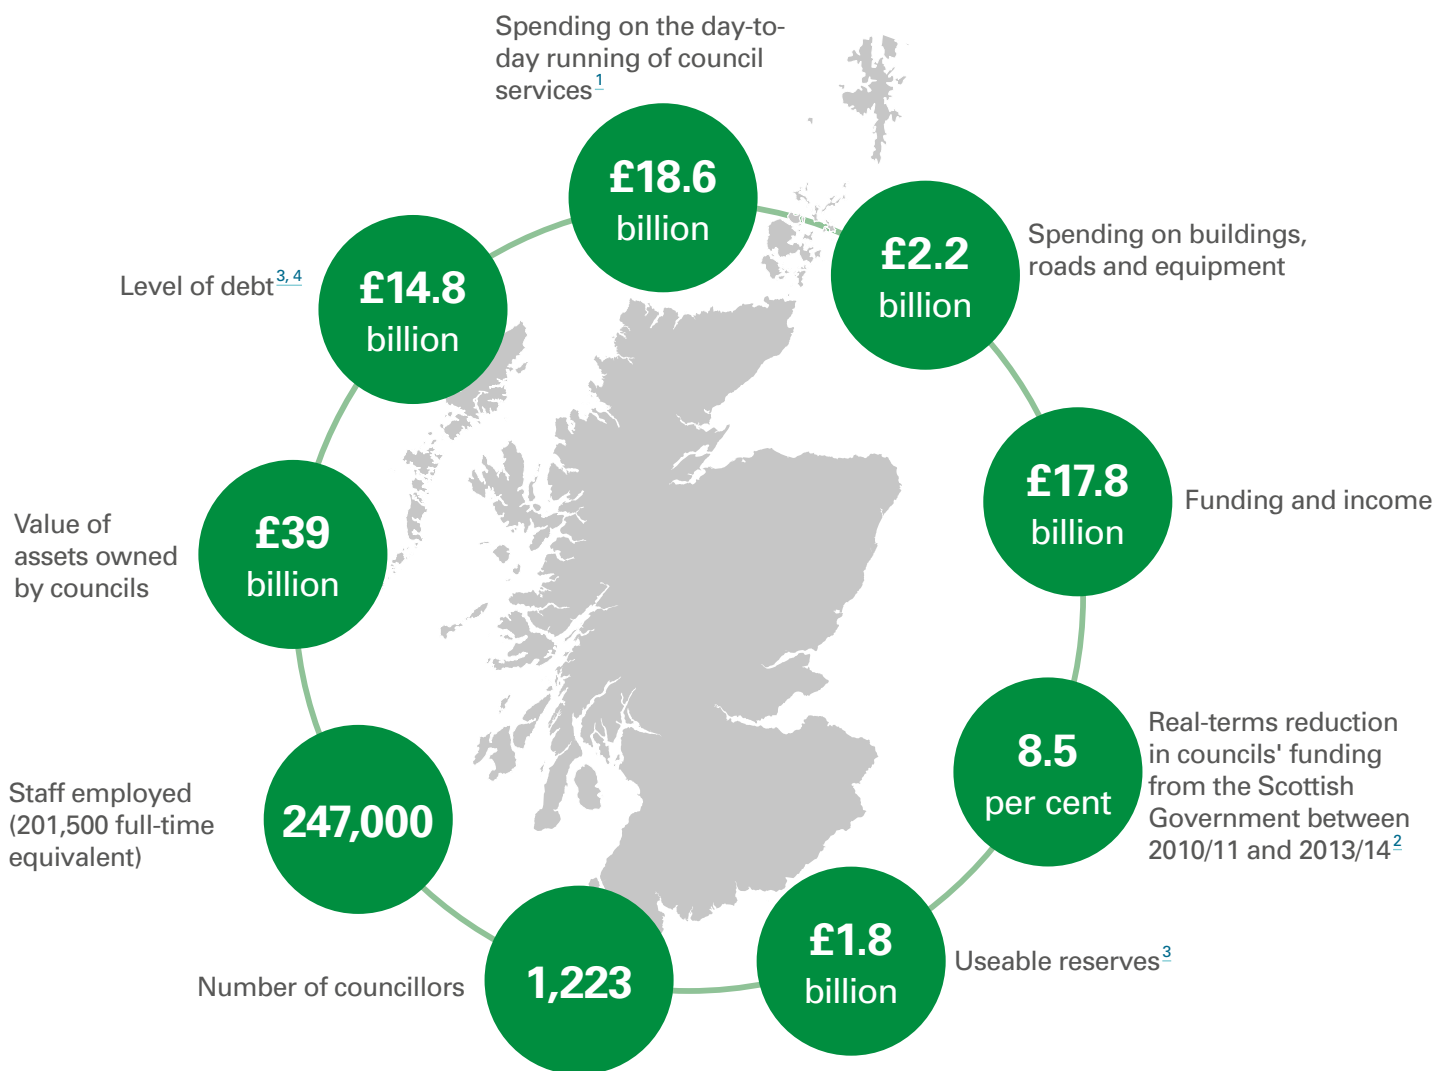 Spending on the day-to-
day running of council
services1
£18.6
billion
£2.2
billion
Spending on buildings,
roads and equipment
£17.8
billion
Funding and income
8.5
per cent
Real-terms reduction
in councils' funding
from the Scottish
Government between
2010/11 and 2013/142
£1.8
billion
Useable reserves3
1,223
Number of councillors
247,000
Staff employed
(201,500 full-time
equivalent)
£39
billion
Value of
assets owned
by councils
£14.8
billion
Level of debt3, 4